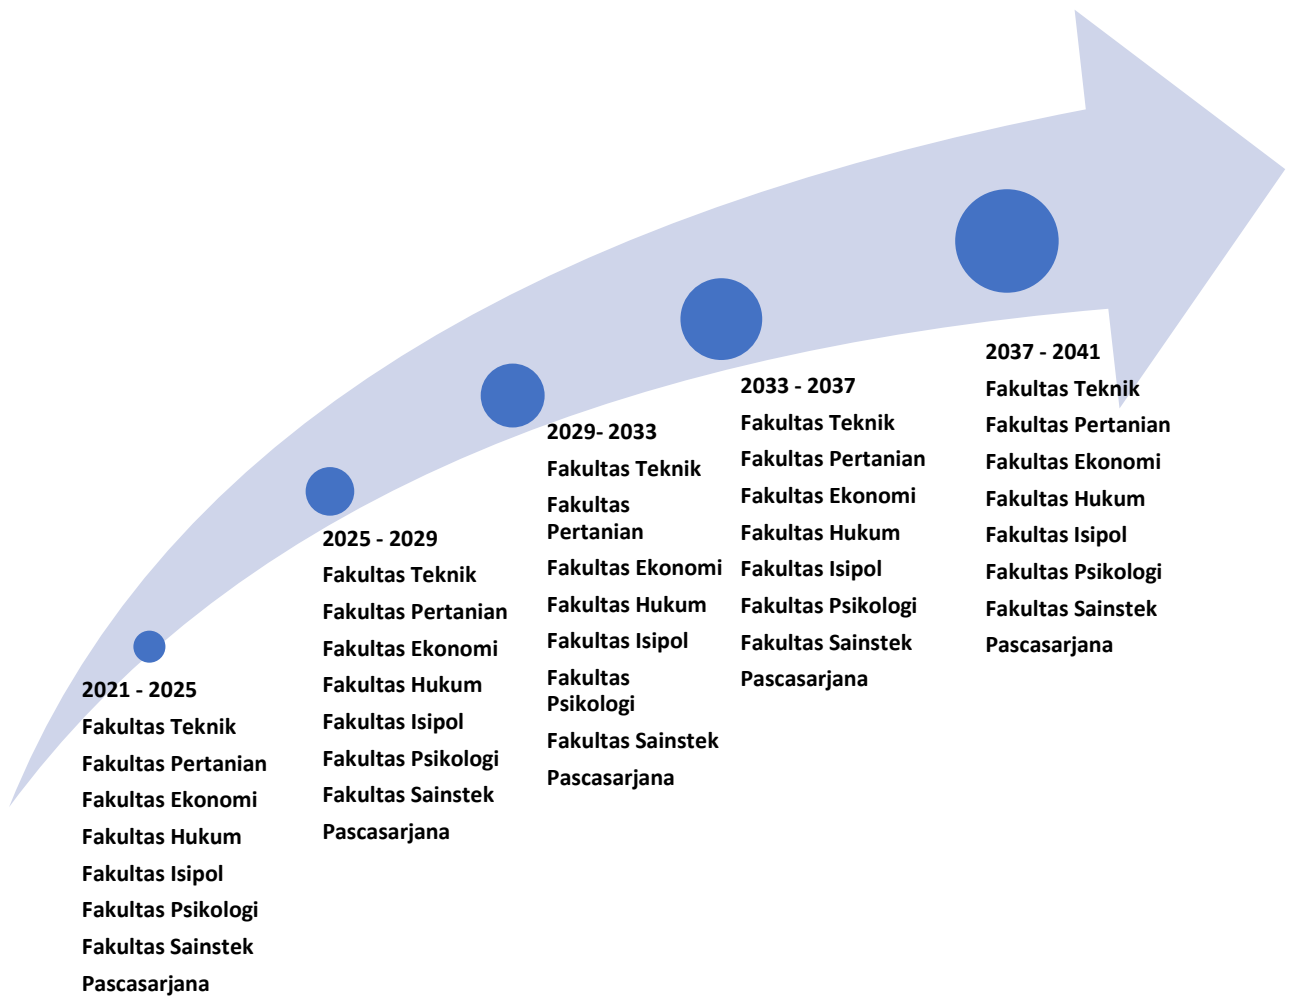 2021 - 2025
Fakultas Teknik
Fakultas Pertanian
Fakultas Ekonomi
Fakultas Hukum
Fakultas Isipol
Fakultas Psikologi
Fakultas Sainstek
Pascasarjana
2025 - 2029
Fakultas Teknik
Fakultas Pertanian
Fakultas Ekonomi
Fakultas Hukum
Fakultas Isipol
Fakultas Psikologi
Fakultas Sainstek
Pascasarjana
2029- 2033
Fakultas Teknik
Fakultas
Pertanian
Fakultas Ekonomi
Fakultas Hukum
Fakultas Isipol
Fakultas
Psikologi
Fakultas Sainstek
Pascasarjana
2033 - 2037
Fakultas Teknik
Fakultas Pertanian
Fakultas Ekonomi
Fakultas Hukum
Fakultas Isipol
Fakultas Psikologi
Fakultas Sainstek
Pascasarjana
2037 - 2041
Fakultas Teknik
Fakultas Pertanian
Fakultas Ekonomi
Fakultas Hukum
Fakultas Isipol
Fakultas Psikologi
Fakultas Sainstek
Pascasarjana